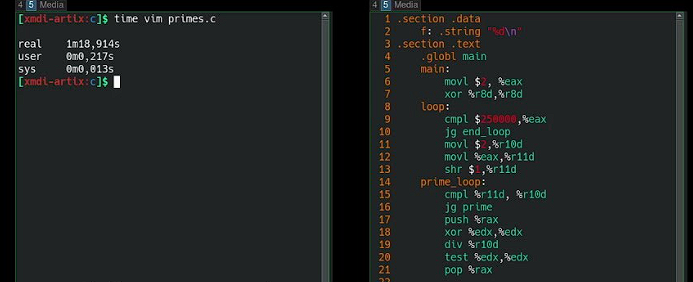 4 5 Media
[xmdi-artix:c]$ time vim primes.c
real 1m18,914s
user 0m0,217s
sys 0m0,013s
[xmdi-artix:c]$
4 5 Media
1 .section .data
2 f: .string "%d\n"
3 .section .text
4 .globl main
5 main:
6 movl $2, %eax
7 xor %r8d,%r8d
8 loop:
9 cmpl $250000,%eax
10 jg end_loop
11 movl $2,%r10d
12 movl %eax,%r11d
13 shr $1,%r11d
14 prime_loop:
15 cmpl %r11d, %r10d
16 jg prime
17 push %rax
18 xor %edx,%edx
19 div %r10d
20 test %edx,%edx
21 pop %rax